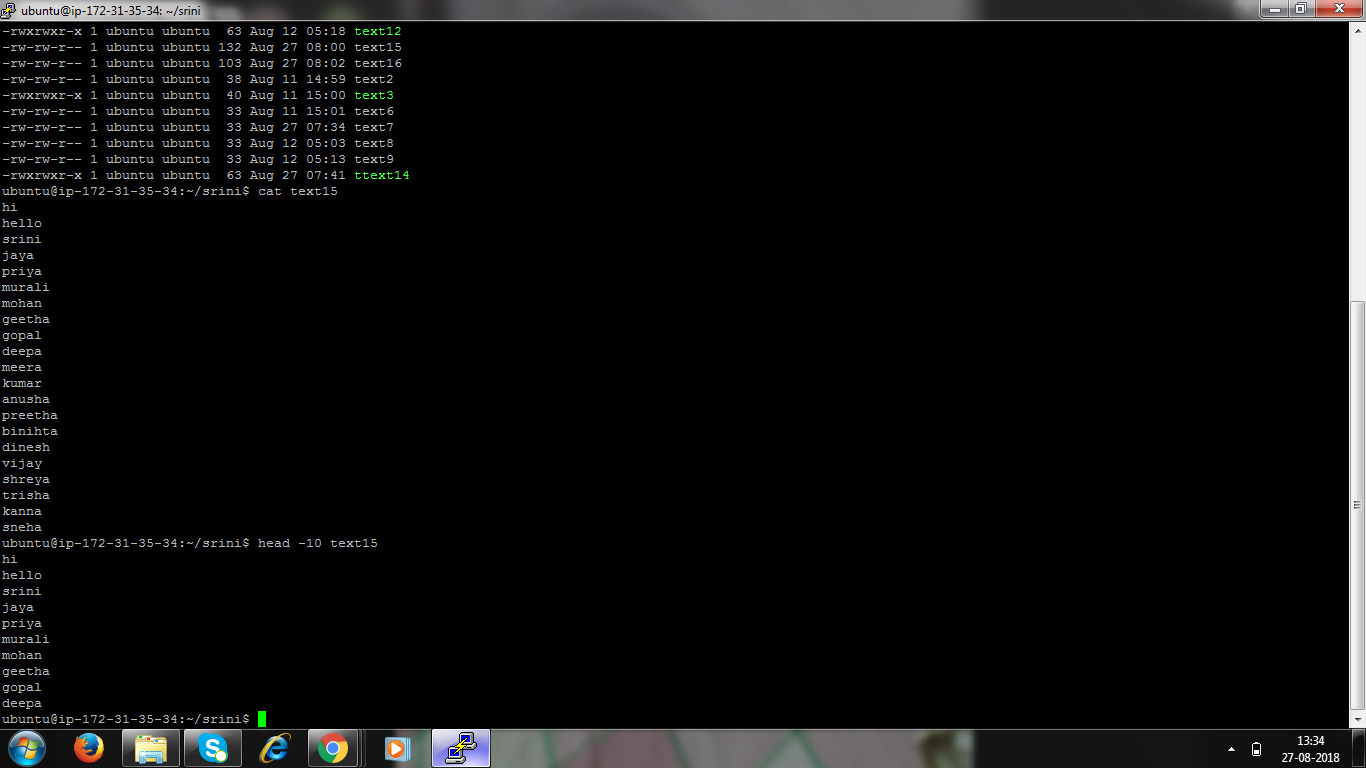 ubuntu@ip-172-31-35-34: ~/srini
-rwxrwxr-x 1 ubuntu ubuntu  63 Aug 12 05:18 text12
-rw-rw-r-- 1 ubuntu ubuntu 132 Aug 27 08:00 text15
-rw-rw-r-- 1 ubuntu ubuntu 103 Aug 27 08:02 text16
-rw-rw-r-- 1 ubuntu ubuntu  38 Aug 11 14:59 text2
-rwxrwxr-x 1 ubuntu ubuntu  40 Aug 11 15:00 text3
-rw-rw-r-- 1 ubuntu ubuntu  33 Aug 11 15:01 text6
-rw-rw-r-- 1 ubuntu ubuntu  33 Aug 27 07:34 text7
-rw-rw-r-- 1 ubuntu ubuntu  33 Aug 12 05:03 text8
-rw-rw-r-- 1 ubuntu ubuntu  33 Aug 12 05:13 text9
-rwxrwxr-x 1 ubuntu ubuntu  63 Aug 27 07:41 ttext14
ubuntu@ip-172-31-35-34:~/srini$ cat text15
hi
hello
srini
jaya
priya
murali
mohan
geetha
gopal
deepa
meera
kumar
anusha
preetha
binihta
dinesh
vijay
shreya
trisha
kanna
sneha
ubuntu@ip-172-31-35-34:~/srini$ head -10 text15
hi
hello
srini
jaya
priya
murali
mohan
geetha
gopal
deepa
ubuntu@ip-172-31-35-34:~/srini$
13:34
27-08-2018